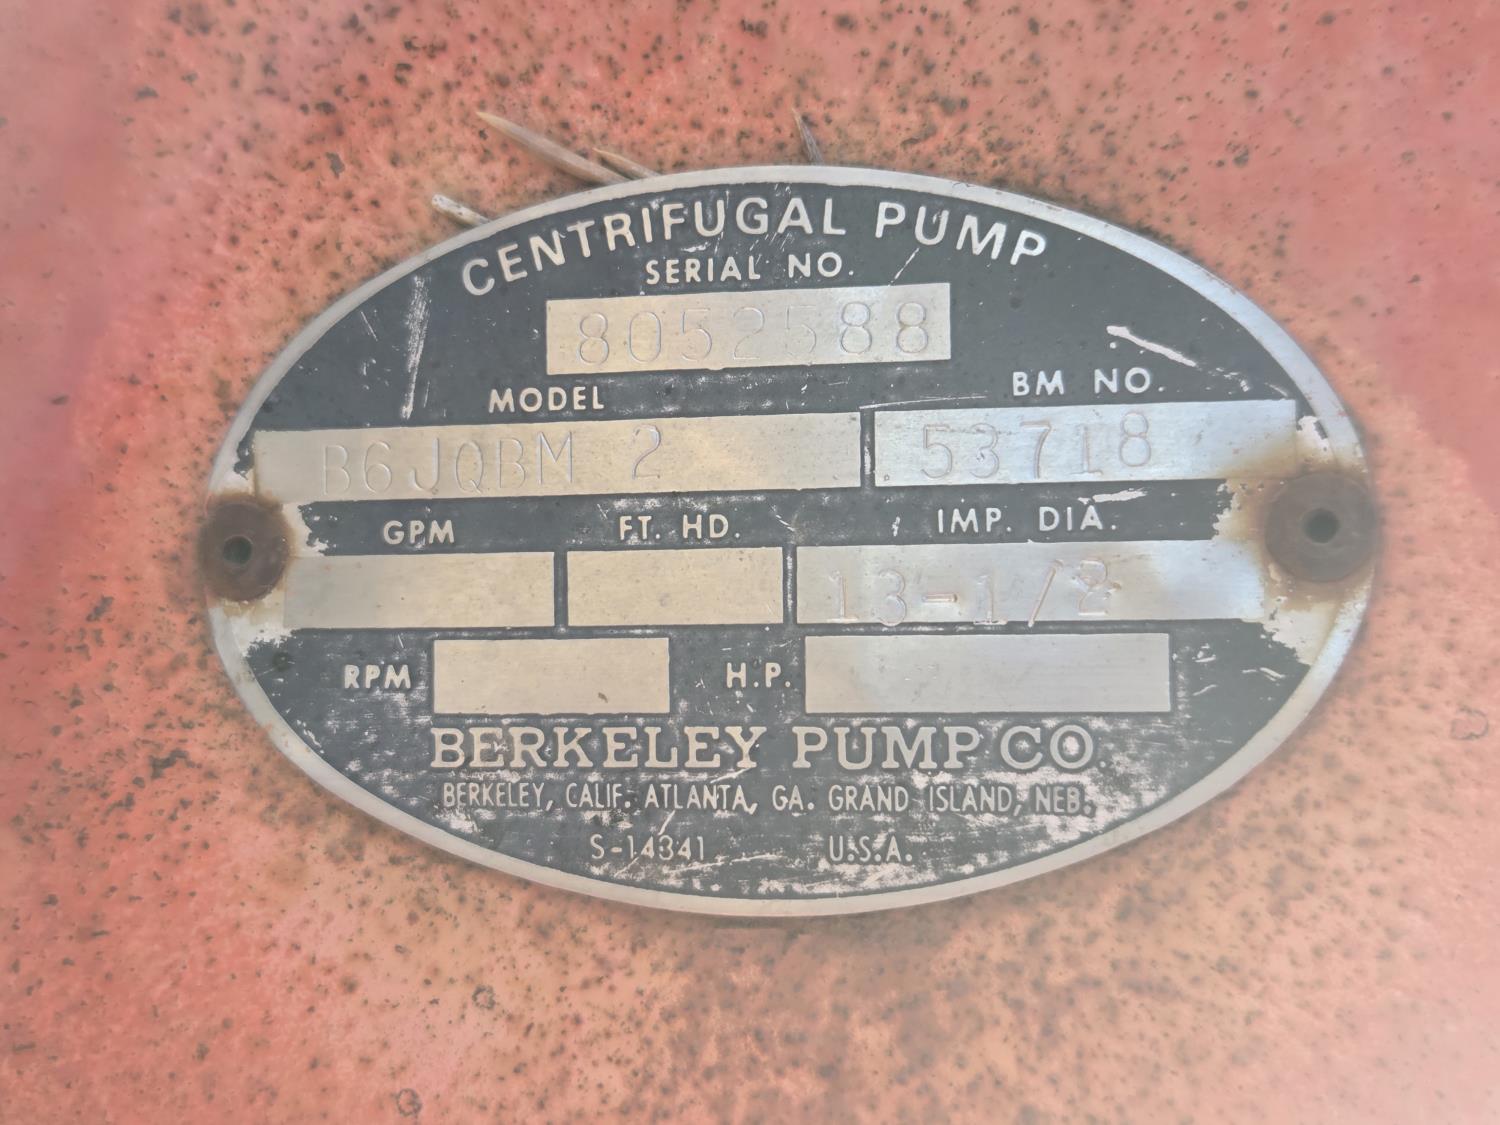 CENTRIFUGAL PUMP
SERIAL NO.
8052588
MODEL BM NO.
B6JQBM 2 53718
GPM FT. HD. IMP. DIA.
13-1/2
RPM H.P.
BERKELEY PUMP CO.
BERKELEY, CALIF. ATLANTA, GA. GRAND ISLAND, NEB.
S-14341 U.S.A.